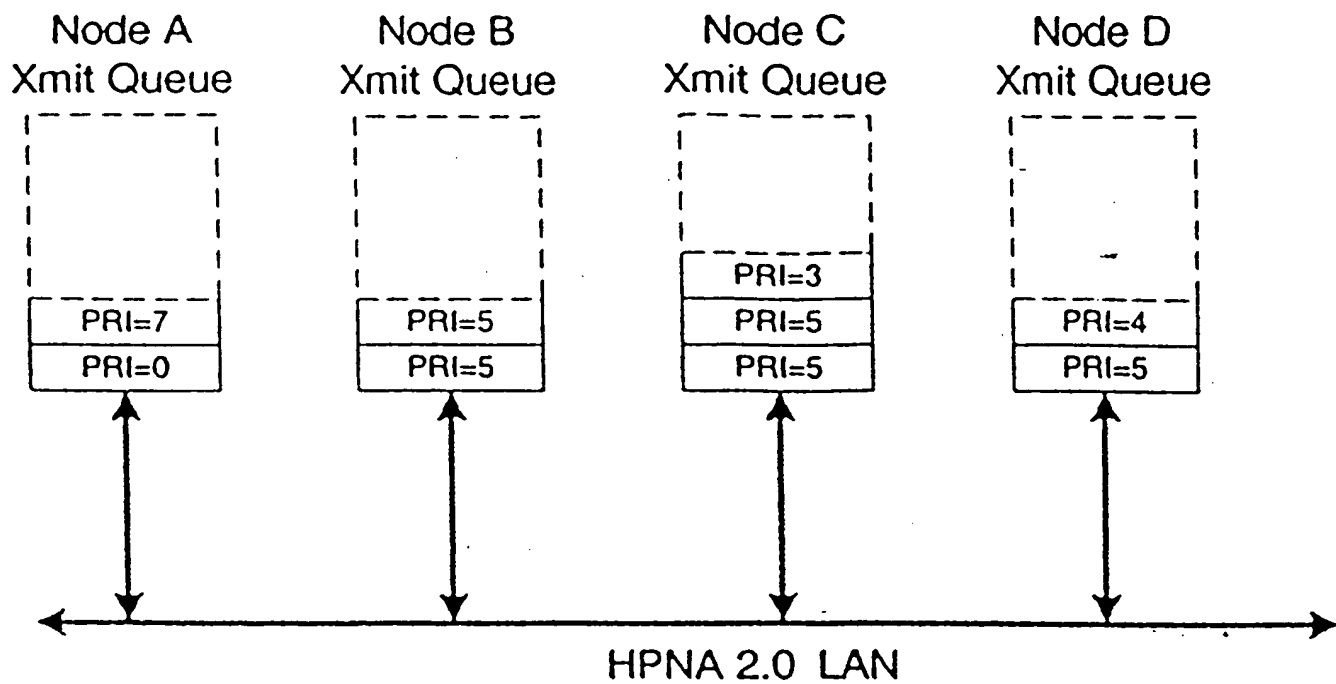 Node A
Xmit Queue
Node B
Xmit Queue
Node C
Xmit Queue
Node D
Xmit Queue
PRI=7
PRI=0
PRI=5
PRI=5
PRI=3
PRI=5
PRI=5
PRI=4
PRI=5
HPNA 2.0 LAN